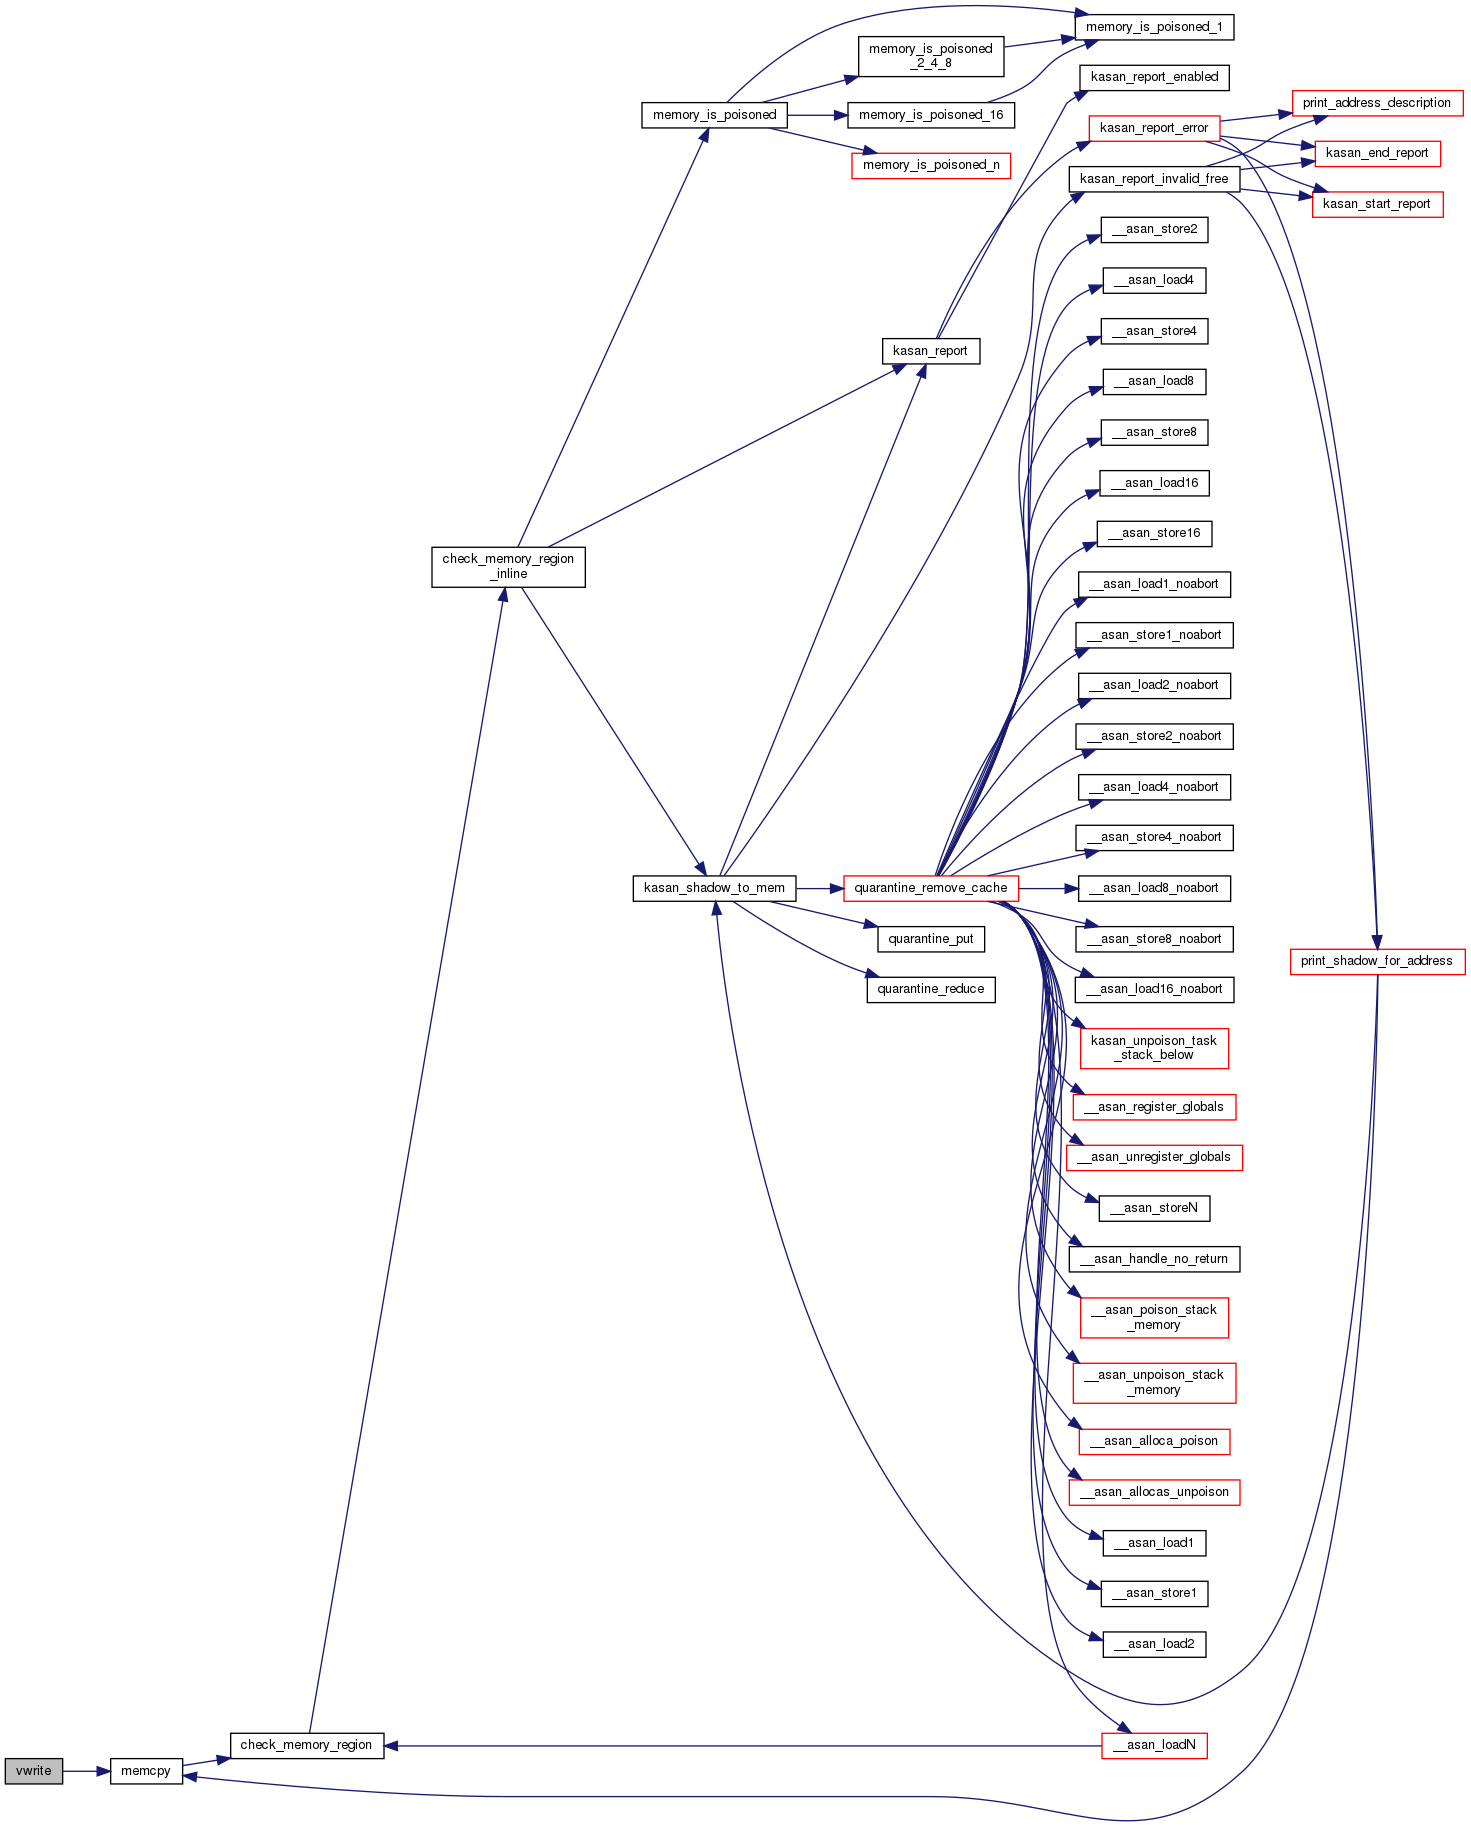 memory_is_poisoned_1
memory_is_poisoned
_2_4_8
kasan_report_enabled
print_address_description
memory_is_poisoned
memory_is_poisoned_16
kasan_report_error
kasan_end_report
memory_is_poisoned_n
kasan_report_invalid_free
kasan_start_report
__asan_store2
__asan_load4
__asan_store4
kasan_report
__asan_load8
__asan_store8
__asan_load16
__asan_store16
check_memory_region
_inline
__asan_load1_noabort
__asan_store1_noabort
__asan_load2_noabort
__asan_store2_noabort
__asan_load4_noabort
__asan_store4_noabort
kasan_shadow_to_mem
quarantine_remove_cache
__asan_load8_noabort
quarantine_put
__asan_store8_noabort
print_shadow_for_address
quarantine_reduce
__asan_load16_noabort
kasan_unpoison_task
_stack_below
__asan_register_globals
__asan_unregister_globals
__asan_storeN
__asan_handle_no_return
__asan_poison_stack
_memory
__asan_unpoison_stack
_memory
__asan_alloca_poison
__asan_allocas_unpoison
__asan_load1
__asan_store1
__asan_load2
check_memory_region
__asan_loadN
vwrite
memcpy